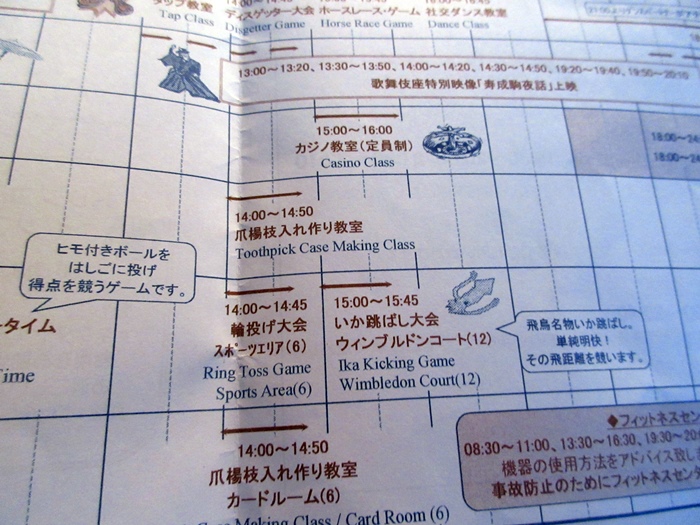 タップ教室
Tap Class
ディスゲッター大会
Disgetter Game
ホースレース・ゲーム
Horse Race Game
社交ダンス教室
Dance Class
13:00～13:20、13:30～13:50、14:00～14:20、14:30～14:50、19:20～19:40、19:50～20:10
歌舞伎座特別映像「寿成駒夜話」上映
15:00～16:00
カジノ教室(定員制)
Casino Class
18:00～
18:00～
14:00～14:50
爪楊枝入れ作り教室
Toothpick Case Making Class
ヒモ付きボールを
はしごに投げ
得点を競うゲームです。
タイム
Time
14:00～14:45
輪投げ大会
スポーツエリア(6)
Ring Toss Game
Sports Area(6)
15:00～15:45
いか跳ばし大会
ウィンブルドンコート(12)
Ika Kicking Game
Wimbledon Court(12)
飛鳥名物いか跳ばし。
単純明快!
その飛距離を競います。
14:00～14:50
爪楊枝入れ作り教室
カードルーム(6)
Case Making Class / Card Room (6)
◆フィットネスセン
08:30～11:00、13:30～16:30、19:30～20:
機器の使用方法をアドバイス致しま
事故防止のためにフィットネスセン